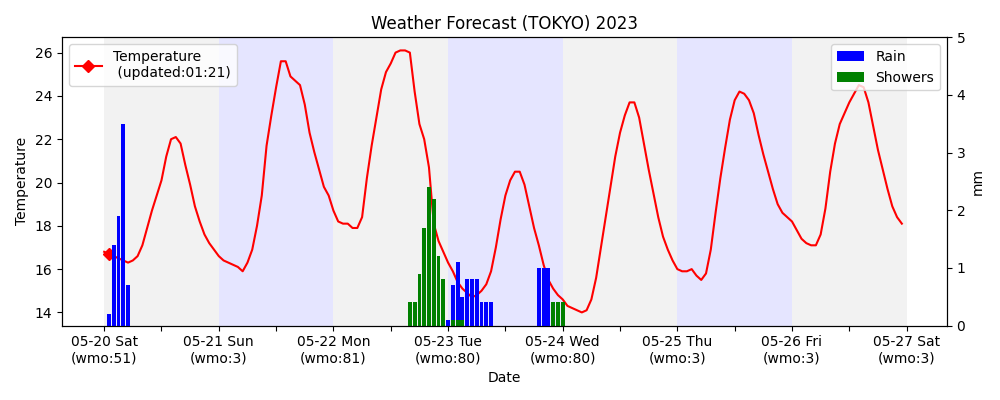 Weather Forecast (TOKYO) 2023
Temperature
(updated:01:21)
Rain
Showers
26
24
22
20
18
16
14
Temperature
5
4
3
2
1
0
mm
05-20 Sat
(wmo:51)
05-21 Sun
(wmo:3)
05-22 Mon
(wmo:81)
05-23 Tue
(wmo:80)
05-24 Wed
(wmo:80)
05-25 Thu
(wmo:3)
05-26 Fri
(wmo:3)
05-27 Sat
(wmo:3)
Date